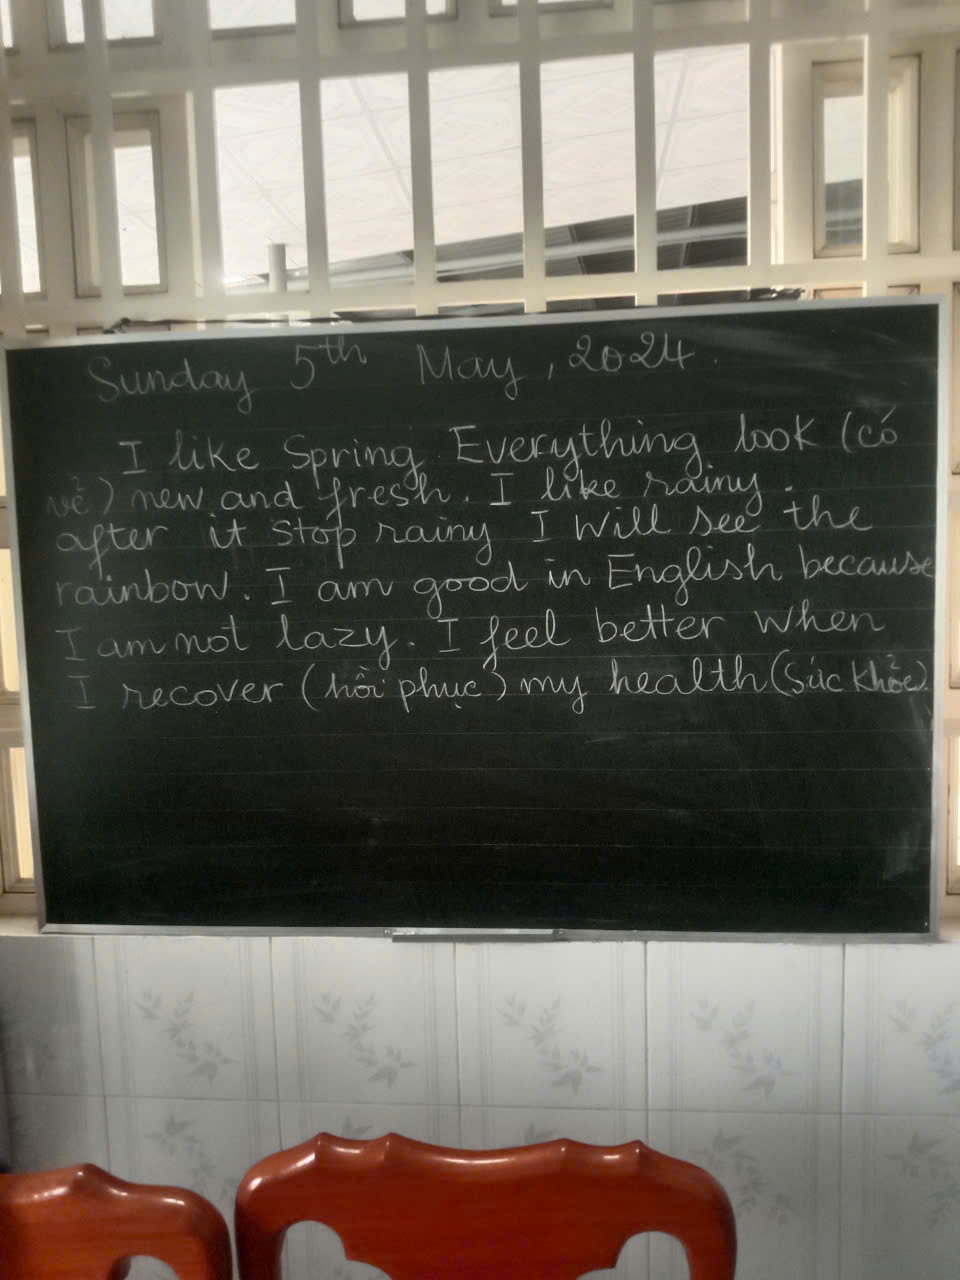 Sunday 5th May, 2024.
I like Spring. Everything look (có
vẻ) new and fresh. I like rainy.
after it stop rainy I will see the
rainbow. I am good in English because
I am not lazy. I feel better when
I recover (hồi phục) my health (sức khỏe)